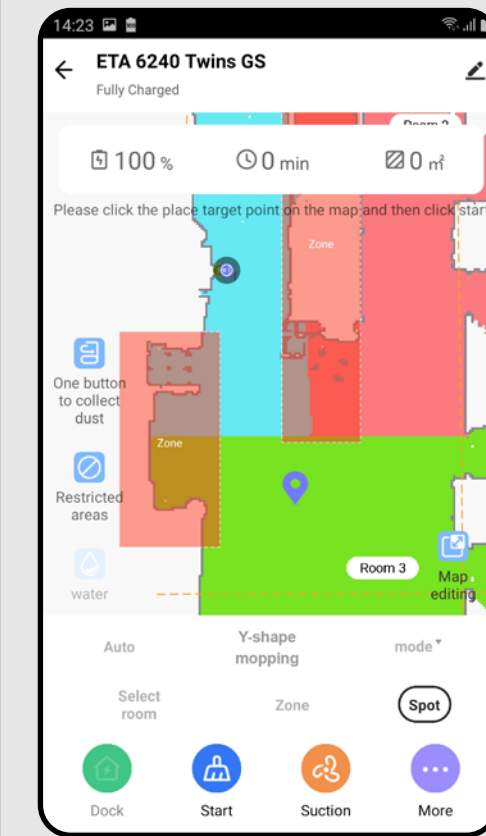 14:23
ETA 6240 Twins GS
Fully Charged
Room 2
100 %
0 min
0 ㎡
Please click the place target point on the map and then click start
Zone
One button
to collect
dust
Zone
Restricted
areas
Room 3
Map
editing
water
Auto
Y-shape
mopping
mode
Select
room
Zone
Spot
Dock
Start
Suction
More